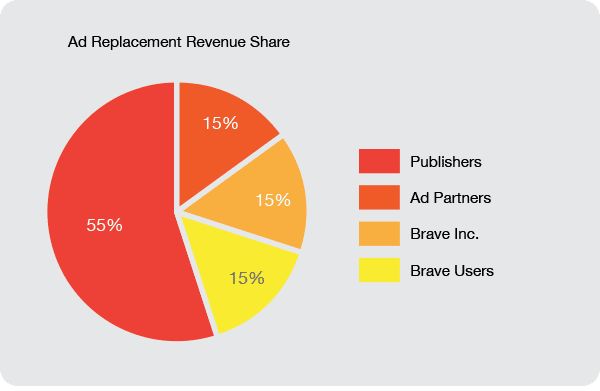 Ad Replacement Revenue Share
15%
15%
55%
15%
Publishers
Ad Partners
Brave Inc.
Brave Users